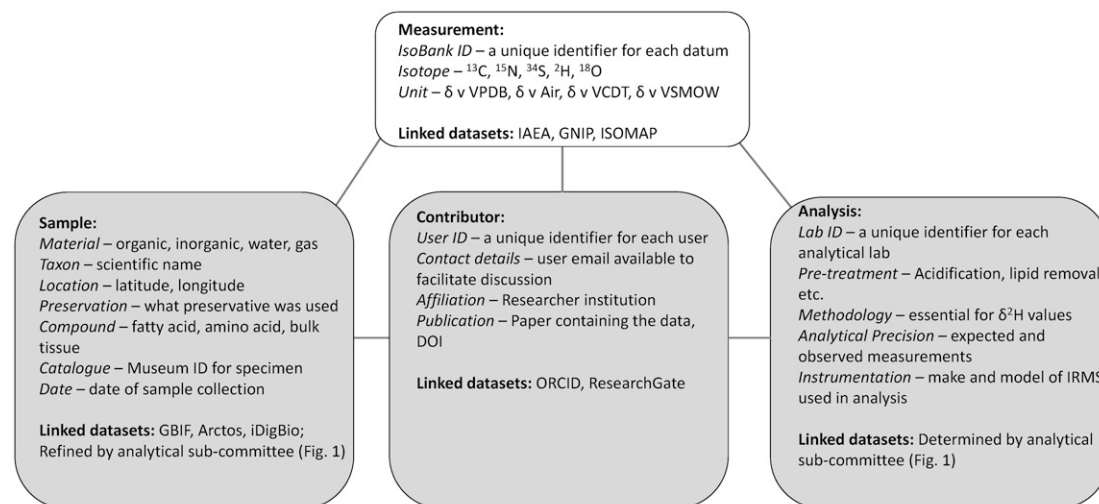 Measurement:
IsoBank ID – a unique identifier for each datum
Isotope – ¹³C, ¹⁵N, ³⁴S, ²H, ¹⁸O
Unit – δ v VPDB, δ v Air, δ v VCDT, δ v VSMOW
Linked datasets: IAEA, GNIP, ISOMAP
Sample:
Material – organic, inorganic, water, gas
Taxon – scientific name
Location – latitude, longitude
Preservation – what preservative was used
Compound – fatty acid, amino acid, bulk
tissue
Catalogue – Museum ID for specimen
Date – date of sample collection
Linked datasets: GBIF, Arctos, iDigBio;
Refined by analytical sub-committee (Fig. 1)
Contributor:
User ID – a unique identifier for each user
Contact details – user email available to
facilitate discussion
Affiliation – Researcher institution
Publication – Paper containing the data,
DOI
Linked datasets: ORCID, ResearchGate
Analysis:
Lab ID – a unique identifier for each
analytical lab
Pre-treatment – Acidification, lipid removal
etc.
Methodology – essential for δ²H values
Analytical Precision – expected and
observed measurements
Instrumentation – make and model of IRMS
used in analysis
Linked datasets: Determined by analytical
sub-committee (Fig. 1)